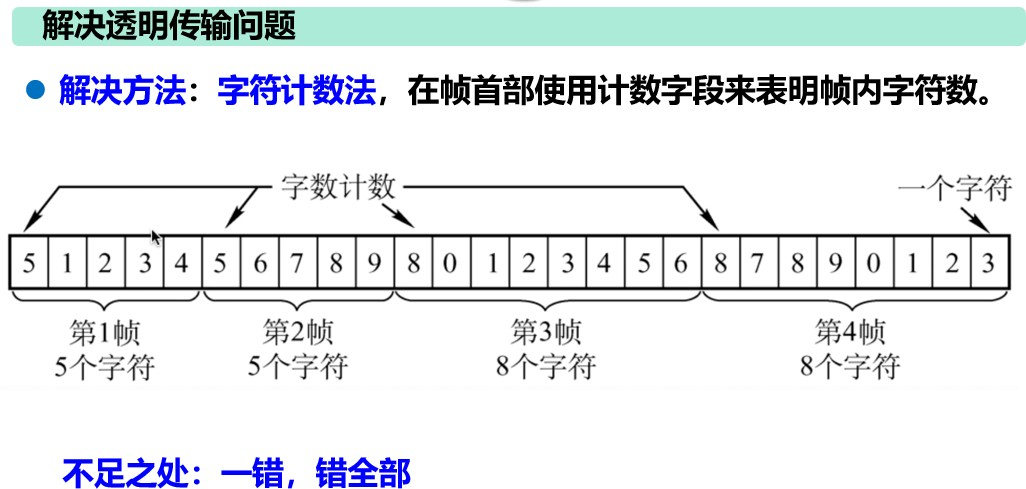 解决透明传输问题
解决方法：字符计数法，在帧首部使用计数字段来表明帧内字符数。
字数计数 一个字符
5 1 2 3 4 5 6 7 8 9 8 0 1 2 3 4 5 6 8 7 8 9 0 1 2 3
第1帧 第2帧 第3帧 第4帧
5个字符 5个字符 8个字符 8个字符
不足之处：一错，错全部